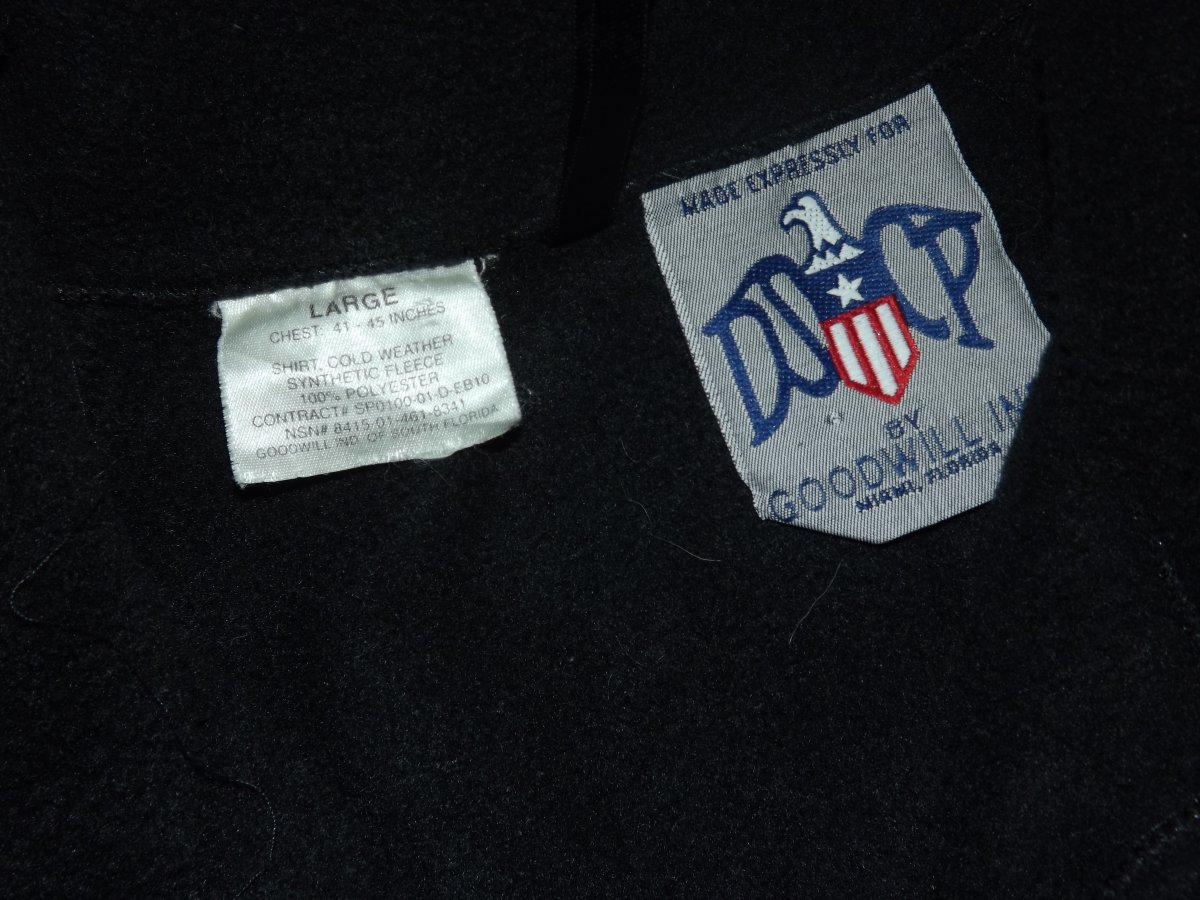 LARGE
CHEST: 41 - 45 INCHES
SHIRT, COLD WEATHER
SYNTHETIC FLEECE
100% POLYESTER
CONTRACT# SP0100-01-D-EB10
NSN# 8415-01-461-8341
GOODWILL IND. OF SOUTH FLORIDA
MADE EXPRESSLY FOR
DSCP
BY
GOODWILL IN
MIAMI, FLORIDA